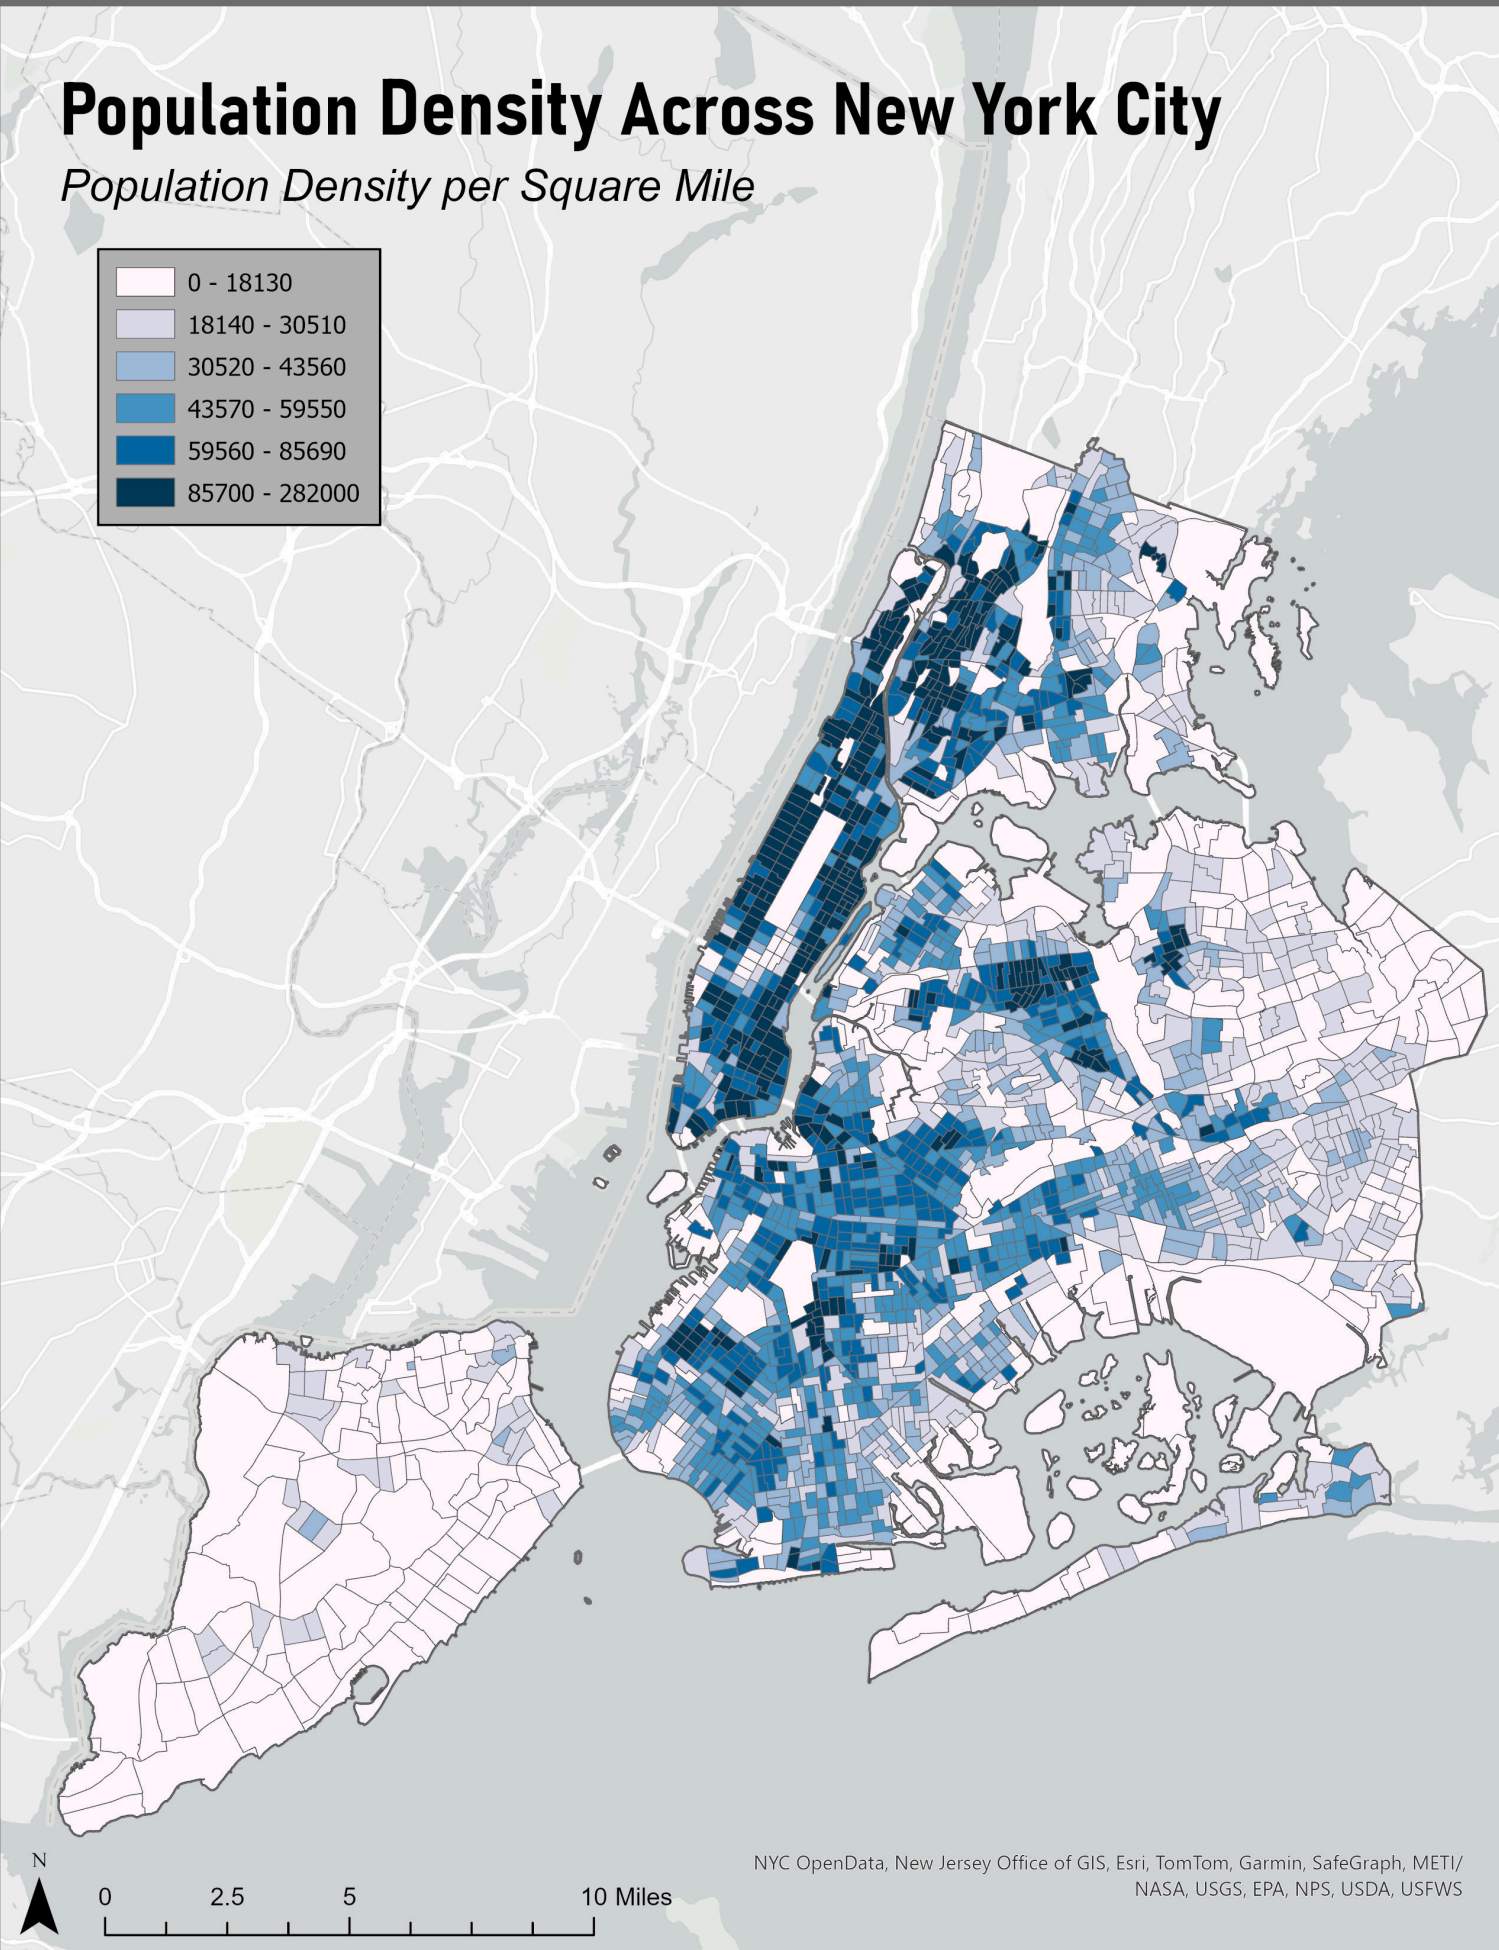 Population Density Across New York City
Population Density per Square Mile
0 - 18130
18140 - 30510
30520 - 43560
43570 - 59550
59560 - 85690
85700 - 282000
NYC OpenData, New Jersey Office of GIS, Esri, TomTom, Garmin, SafeGraph, METI/
NASA, USGS, EPA, NPS, USDA, USFWS
N
0 2.5 5 10 Miles